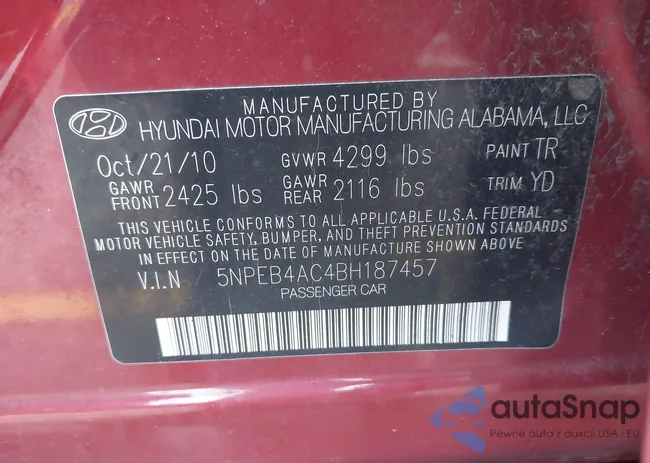 MANUFACTURED BY
HYUNDAI MOTOR MANUFACTURING ALABAMA, LLC
Oct/21/10 GVWR 4299 lbs PAINT TR
GAWR FRONT 2425 lbs GAWR REAR 2116 lbs TRIM YD
THIS VEHICLE CONFORMS TO ALL APPLICABLE U.S.A. FEDERAL
MOTOR VEHICLE SAFETY, BUMPER, AND THEFT PREVENTION STANDARDS
IN EFFECT ON THE DATE OF MANUFACTURE SHOWN ABOVE.
V.I.N 5NPEB4AC4BH187457
PASSENGER CAR
autaSnap
Pewne auta z aukcji USA i EU